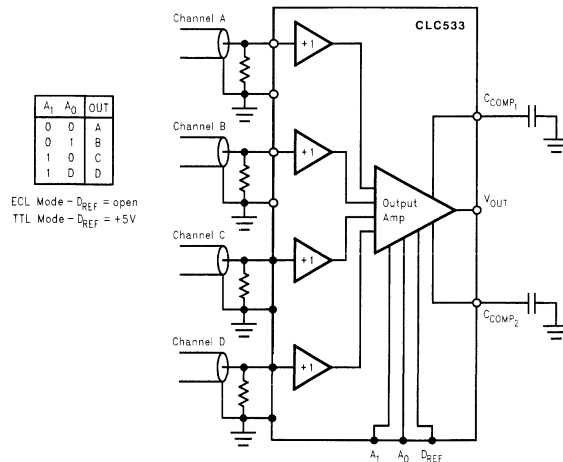 Channel A
CLC533
+1
A1 A0 OUT
0 0 A
0 1 B
1 0 C
1 D D
ECL Mode – DREF = open
TTL Mode – DREF = +5V
Channel B
+1
CCOMP1
Output
Amp
VOUT
Channel C
+1
CCOMP2
Channel D
+1
A1 A0 DREF